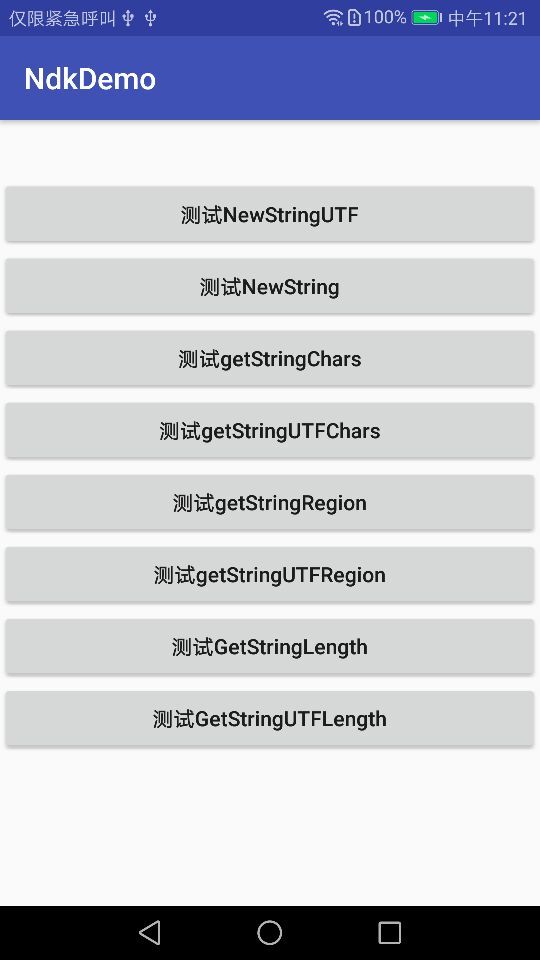 仅限紧急呼叫 100% 中午11:21
NdkDemo
测试NewStringUTF
测试NewString
测试getStringChars
测试getStringUTFChars
测试getStringRegion
测试getStringUTFRegion
测试GetStringLength
测试GetStringUTFLength